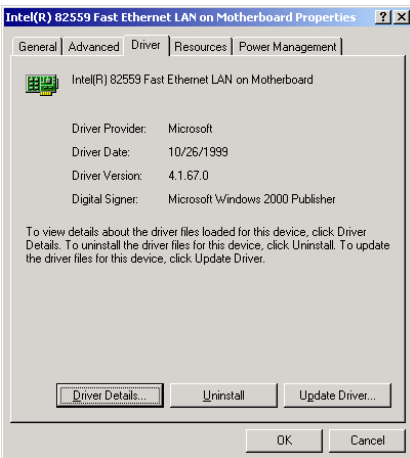 Intel(R) 82559 Fast Ethernet LAN on Motherboard Properties
General Advanced Driver Resources Power Management
Intel(R) 82559 Fast Ethernet LAN on Motherboard
Driver Provider: Microsoft
Driver Date: 10/26/1999
Driver Version: 4.1.67.0
Digital Signer: Microsoft Windows 2000 Publisher
To view details about the driver files loaded for this device, click Driver
Details. To uninstall the driver files for this device, click Uninstall. To update
the driver files for this device, click Update Driver.
Driver Details... Uninstall Update Driver...
OK Cancel